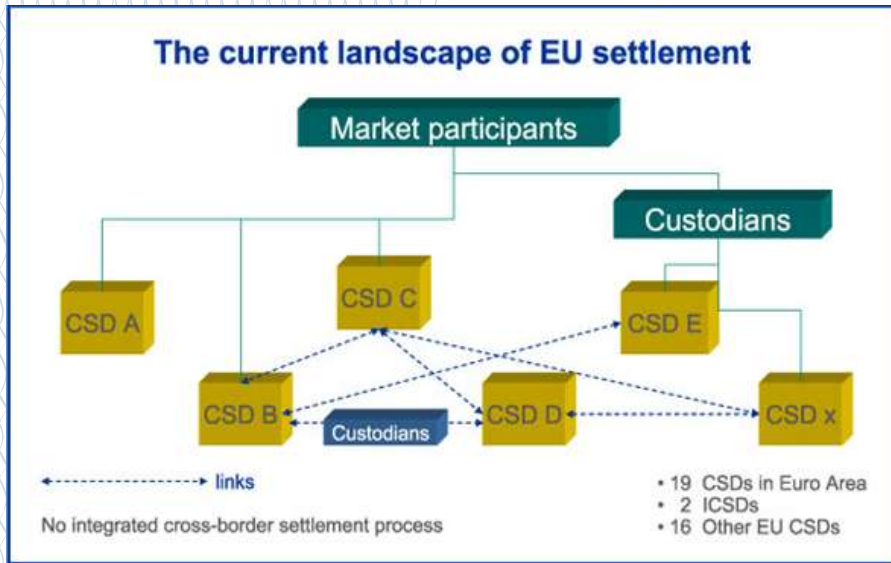 The current landscape of EU settlement
Market participants
Custodians
CSD C
CSD A
CSD E
CSD B
Custodians
CSD D
CSD x
links
No integrated cross-border settlement process
• 19 CSDs in Euro Area
• 2 ICSDs
• 16 Other EU CSDs